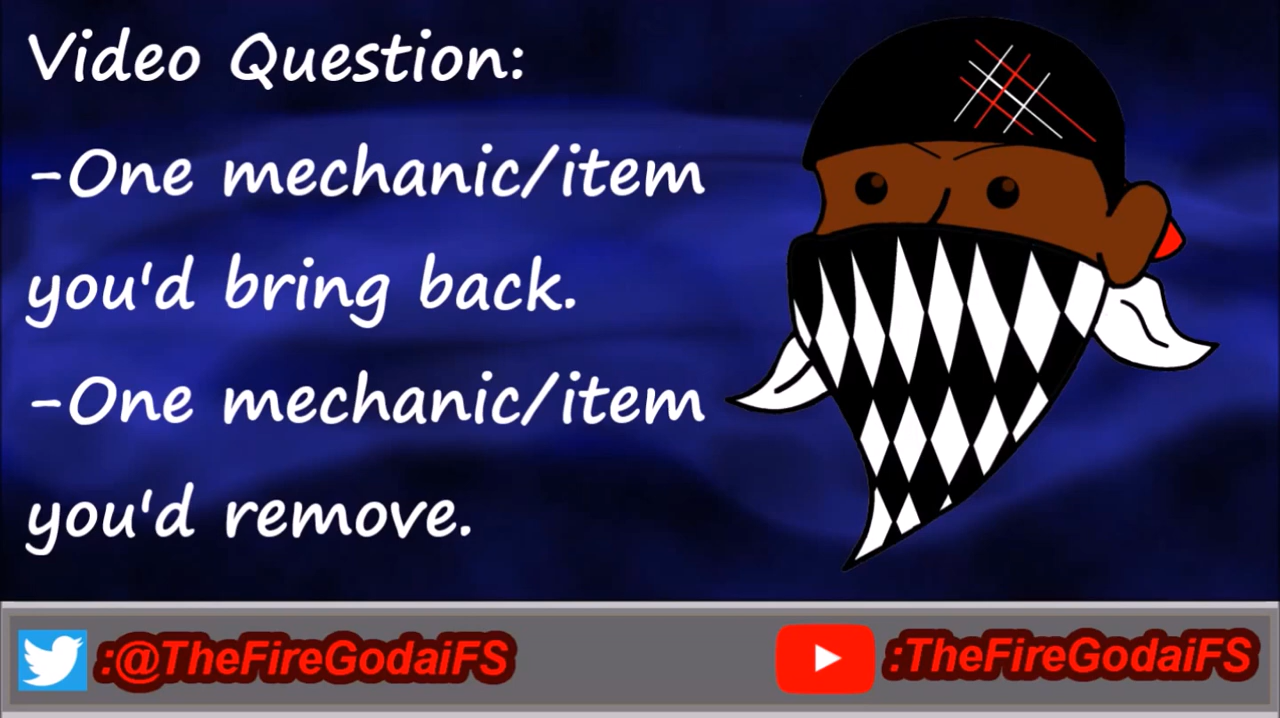 Video Question:
-One mechanic/item
you'd bring back.
-One mechanic/item
you'd remove.
:@TheFireGodaiFS
:TheFireGodaiFS